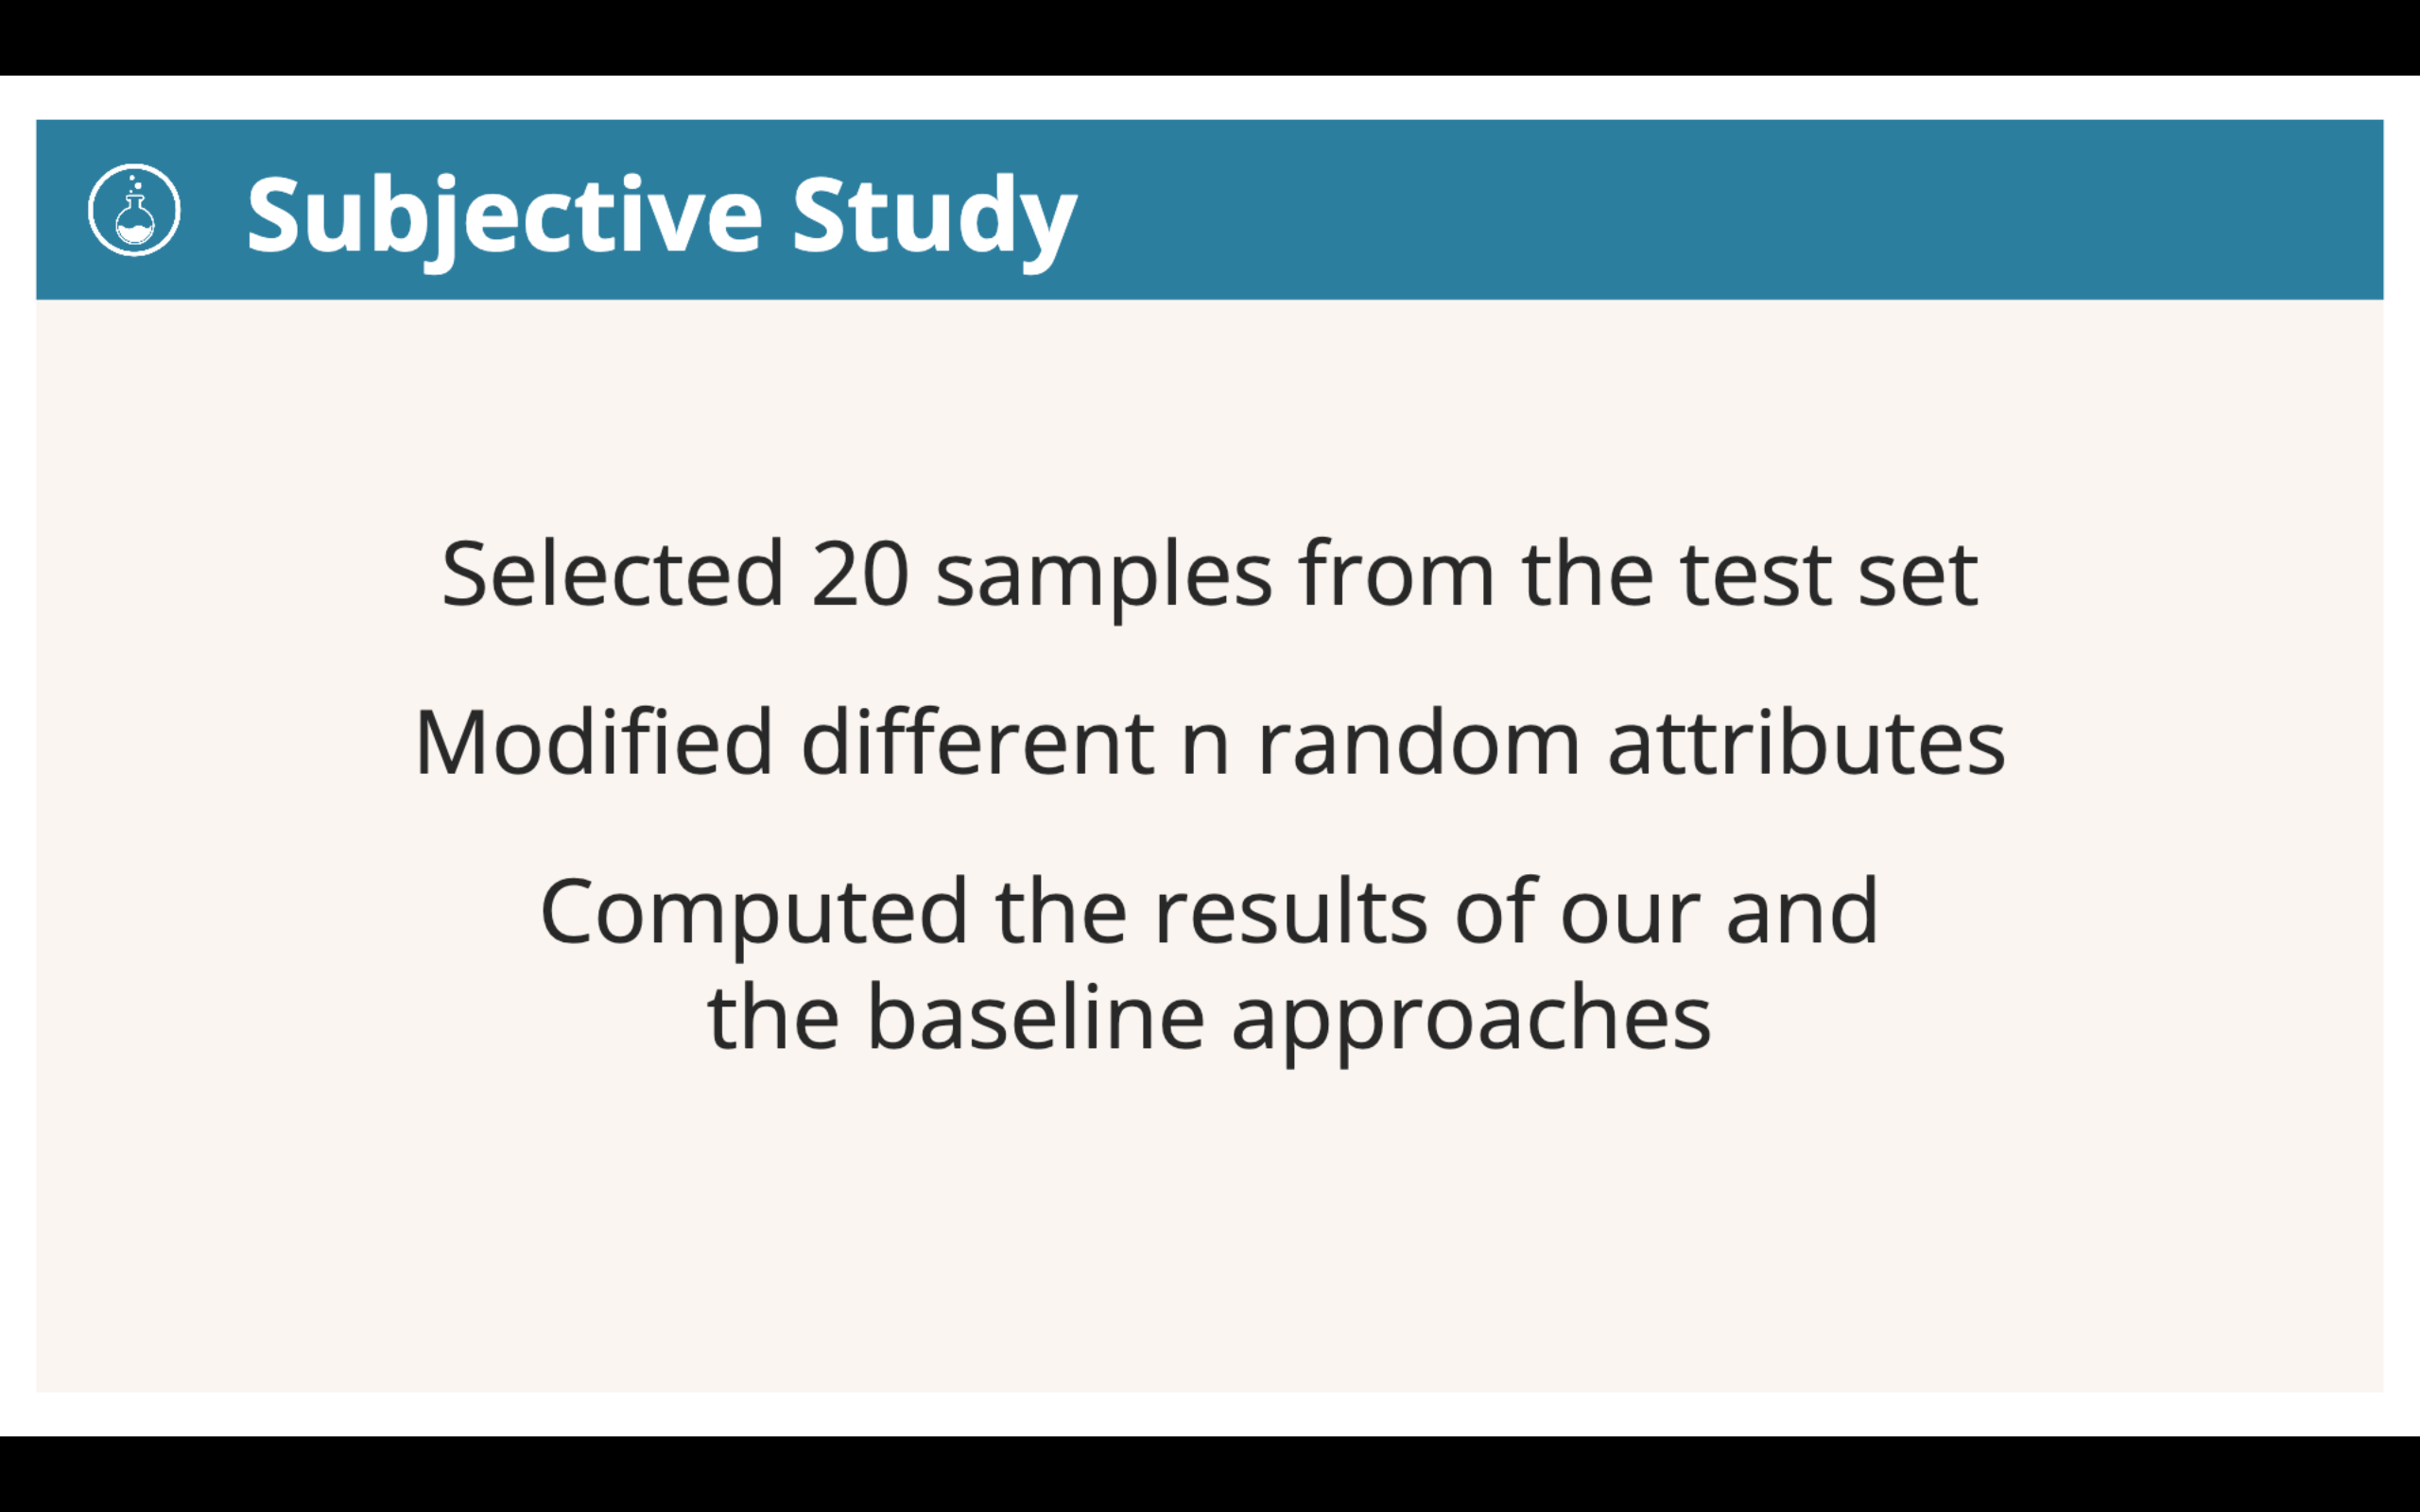 Subjective Study
Selected 20 samples from the test set
Modified different n random attributes
Computed the results of our and
the baseline approaches